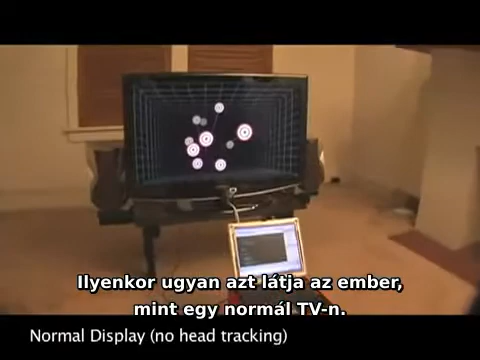 Ilyenkor ugyan azt látja az ember,
mint egy normál TV-n.
Normal Display (no head tracking)